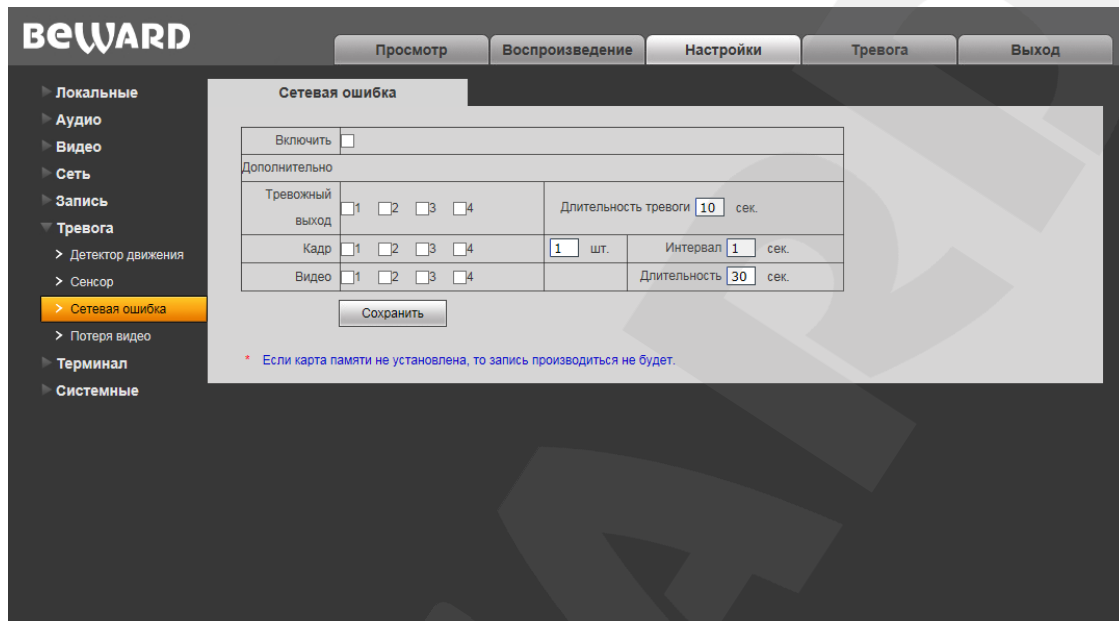 BEWARD
Просмотр
Воспроизведение
Настройки
Тревога
Выход
Локальные
Аудио
Видео
Сеть
Запись
Тревога
Детектор движения
Сенсор
Сетевая ошибка
Потеря видео
Терминал
Системные
Сетевая ошибка
Включить
Дополнительно
Тревожный
выход
1 2 3 4
Длительность тревоги 10 сек.
Кадр 1 2 3 4 1 шт. Интервал 1 сек.
Видео 1 2 3 4 Длительность 30 сек.
Сохранить
* Если карта памяти не установлена, то запись производиться не будет.